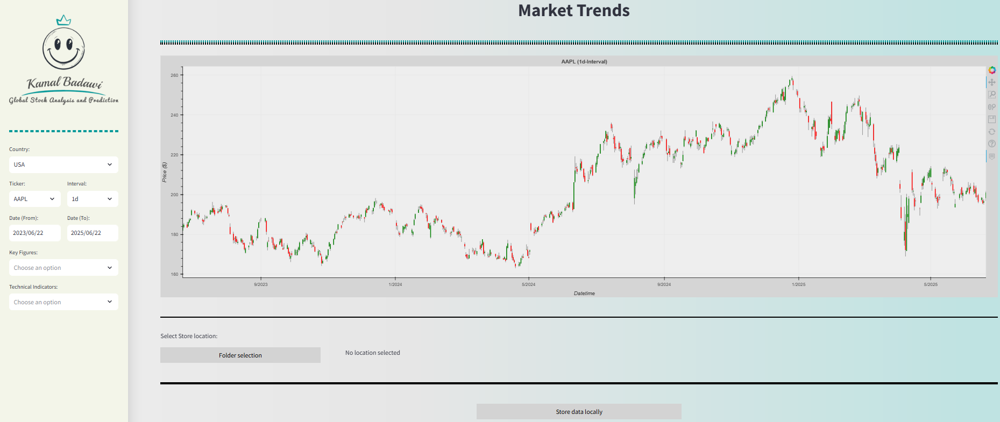 Kamal Badawi
Global Stock Analysis and Prediction
Country:
USA
Ticker:
Interval:
AAPL
1d
Date (From):
Date (To):
2023/06/22
2025/06/22
Key Figures:
Choose an option
Technical Indicators:
Choose an option
Market Trends
AAPL (1d-Interval)
Price ($)
260
240
220
200
180
160
9/2023
1/2024
5/2024
9/2024
1/2025
5/2025
Datetime
Select Store location:
Folder selection
No location selected
Store data locally